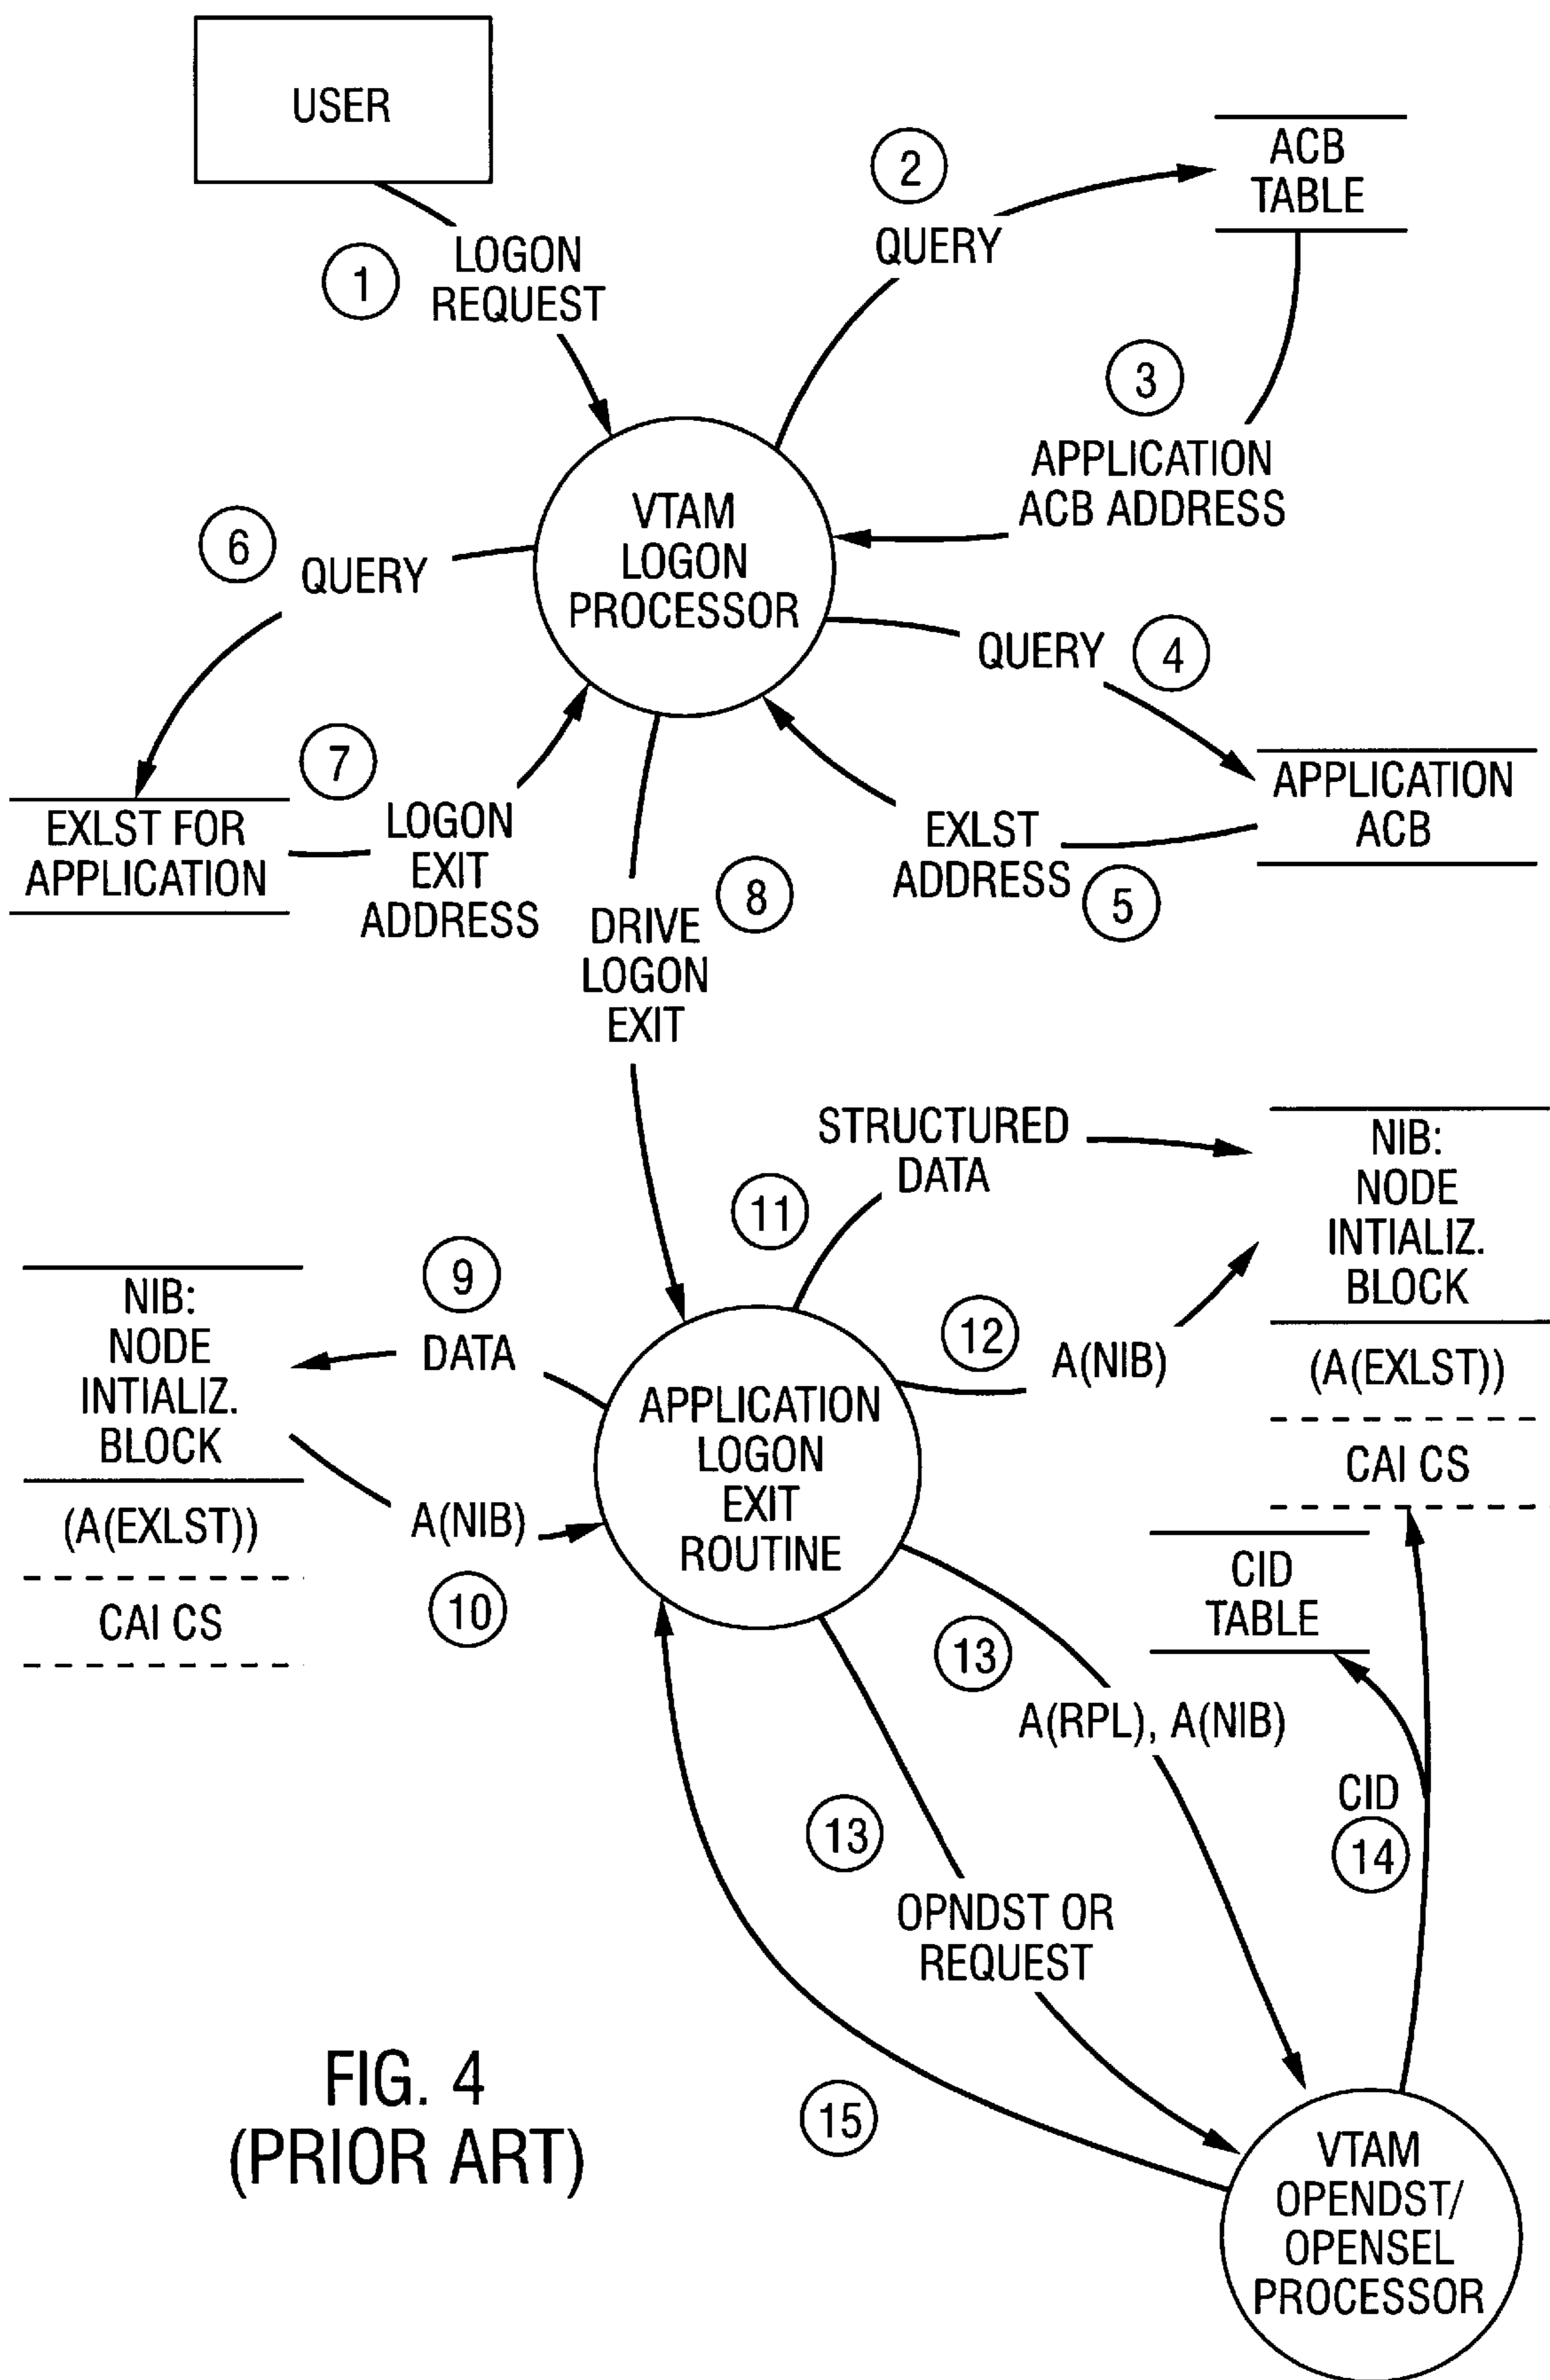 USER
1
LOGON
REQUEST
2
QUERY
ACB
TABLE
3
APPLICATION
ACB ADDRESS
VTAM
LOGON
PROCESSOR
6
QUERY
QUERY
4
7
LOGON
EXIT
ADDRESS
EXLST FOR
APPLICATION
EXLST
ADDRESS
5
APPLICATION
ACB
8
DRIVE
LOGON
EXIT
STRUCTURED
DATA
11
NIB:
NODE
INTIALIZ.
BLOCK
(A(EXLST))
CAI CS
9
DATA
NIB:
NODE
INTIALIZ.
BLOCK
(A(EXLST))
CAI CS
12
A(NIB)
A(NIB)
10
APPLICATION
LOGON
EXIT
ROUTINE
CID
TABLE
13
A(RPL), A(NIB)
13
OPNDST OR
REQUEST
CID
14
15
VTAM
OPENDST/
OPENSEL
PROCESSOR
FIG. 4
(PRIOR ART)